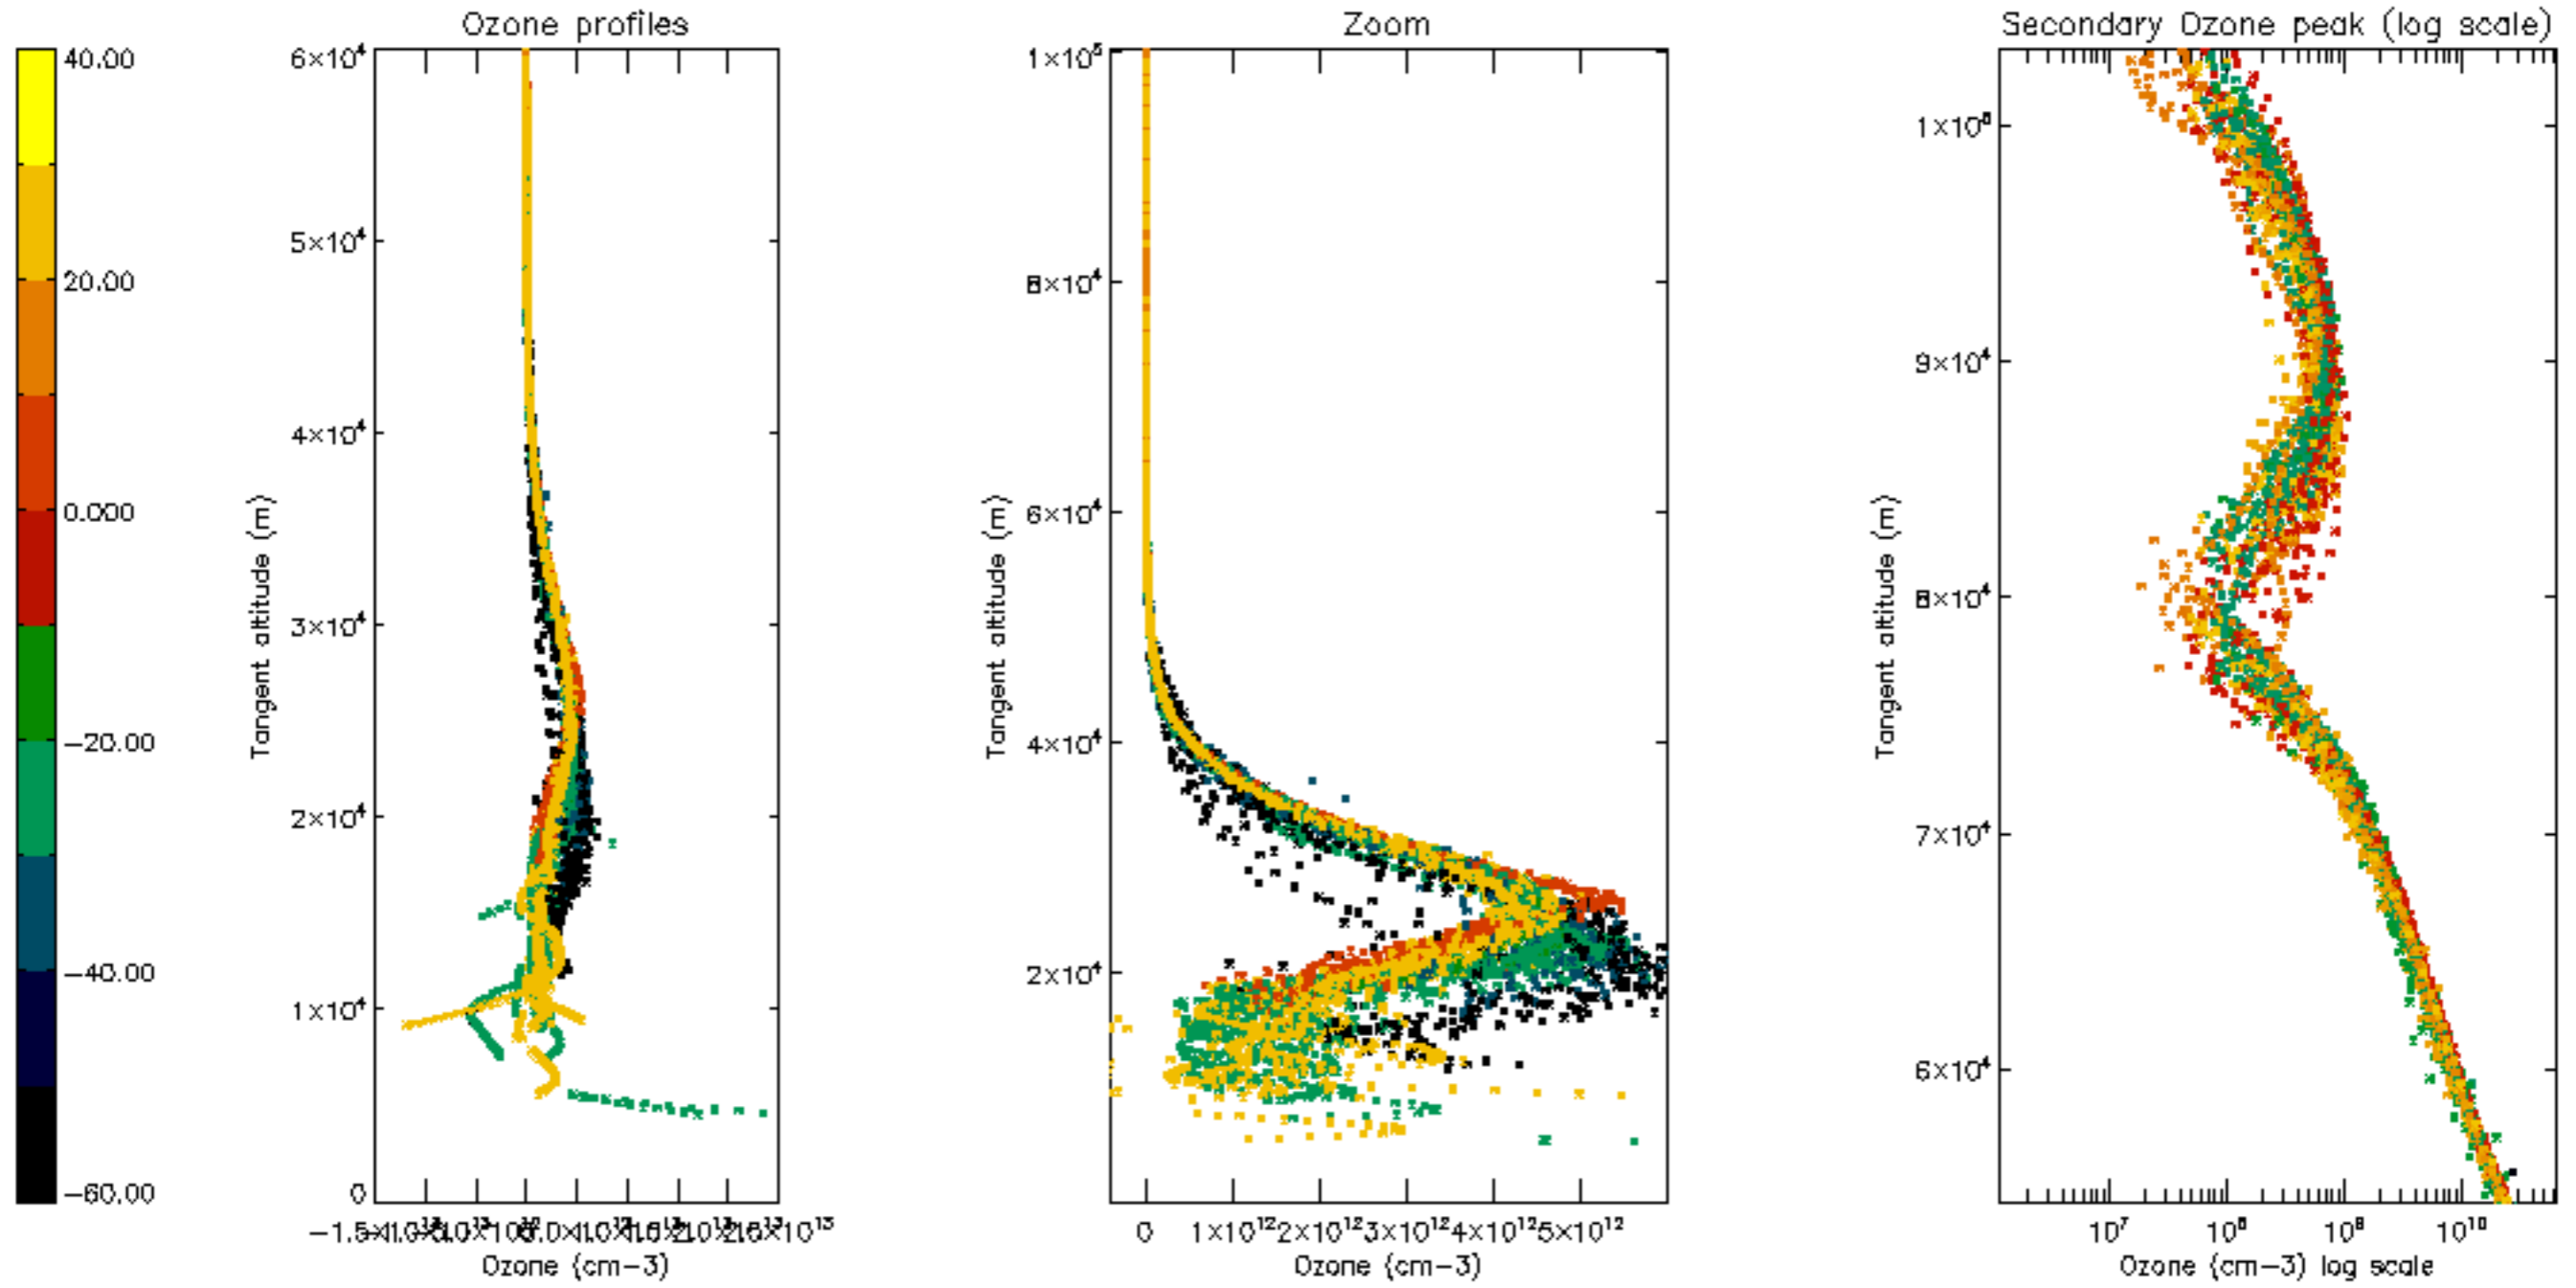 Ozone profiles
Zoom
Secondary Ozone peak (log scale)
40.00
20.00
0.000
-20.00
-40.00
-60.00
Tangent altitude (m)
6×10⁴
5×10⁴
4×10⁴
3×10⁴
2×10⁴
1×10⁴
0
Ozone (cm-3)
Tangent altitude (m)
1×10⁵
8×10⁴
6×10⁴
4×10⁴
2×10⁴
0 1×10¹² 2×10¹² 3×10¹² 4×10¹² 5×10¹²
Ozone (cm-3)
Tangent altitude (m)
1×10⁵
9×10⁴
8×10⁴
7×10⁴
6×10⁴
10⁷ 10⁸ 10⁹ 10¹⁰
Ozone (cm-3) log scale